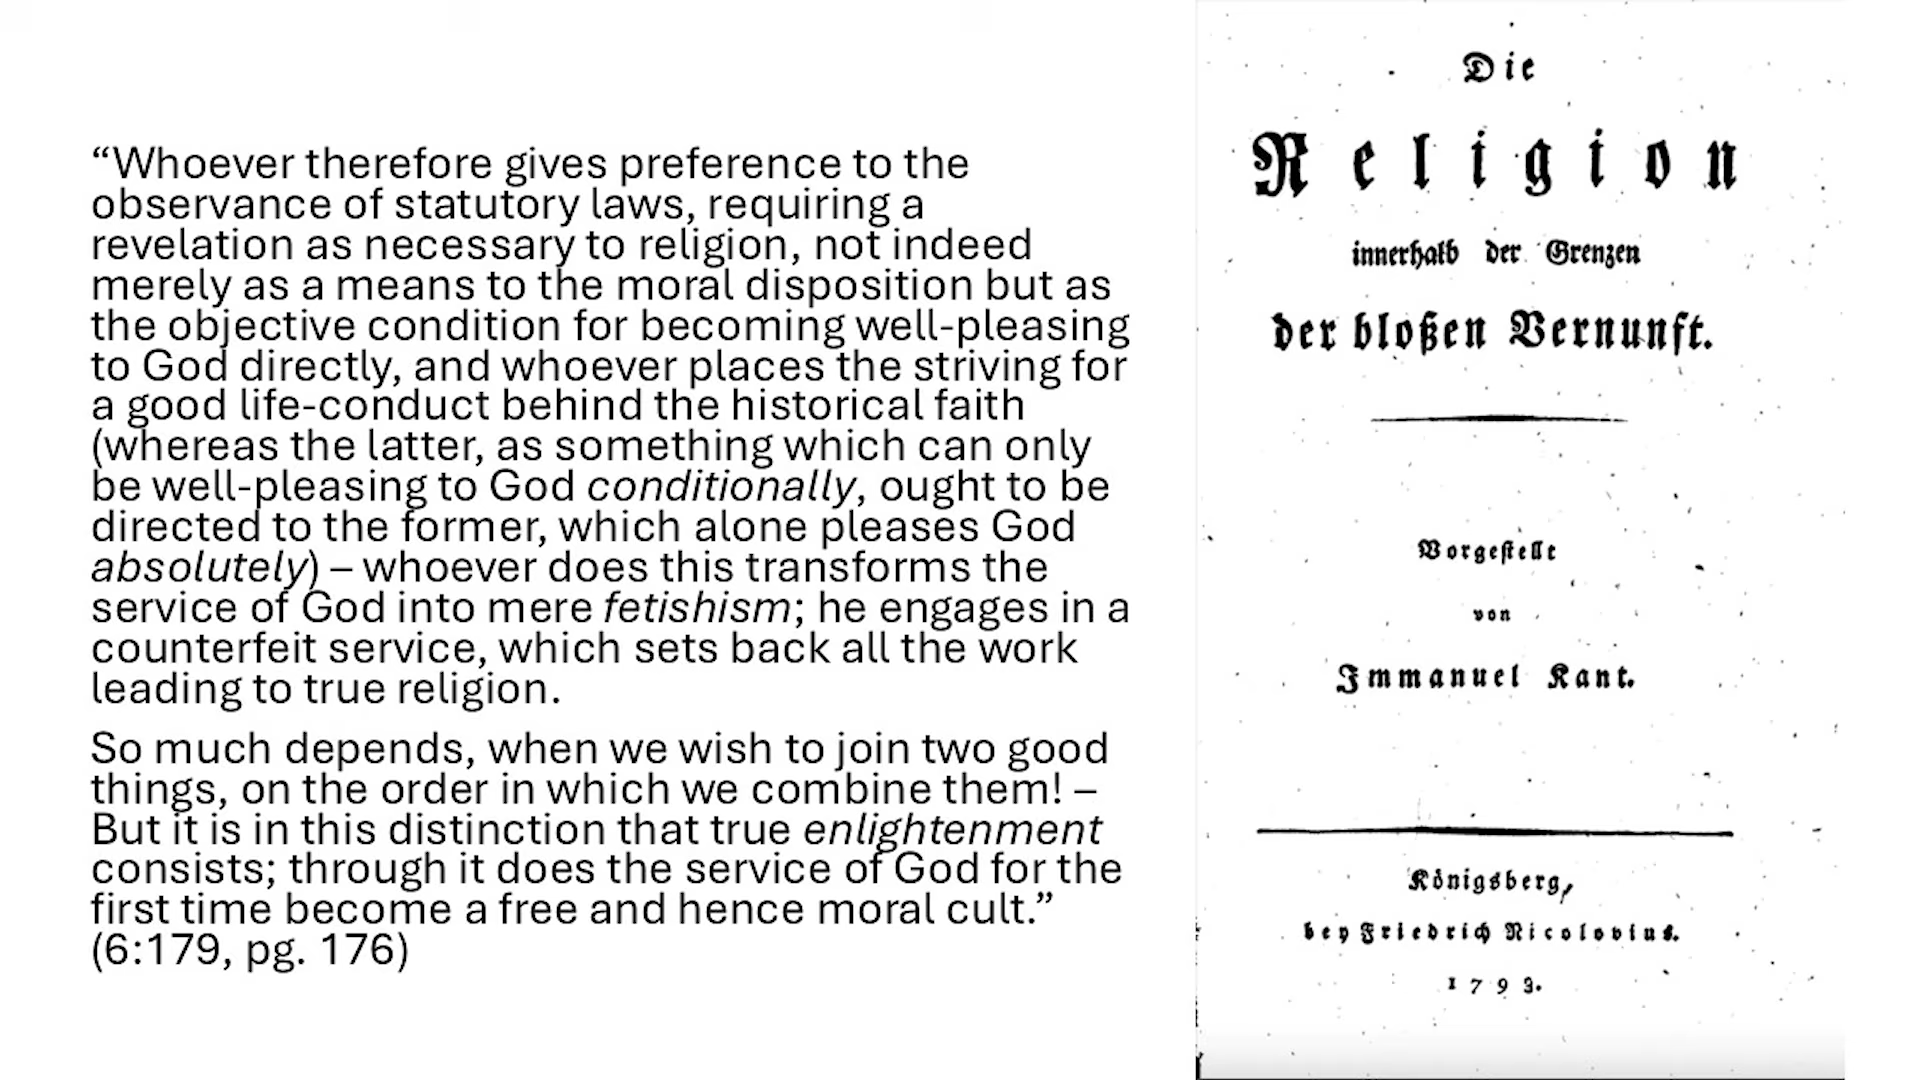 “Whoever therefore gives preference to the
observance of statutory laws, requiring a
revelation as necessary to religion, not indeed
merely as a means to the moral disposition but as
the objective condition for becoming well-pleasing
to God directly, and whoever places the striving for
a good life-conduct behind the historical faith
(whereas the latter, as something which can only
be well-pleasing to God conditionally, ought to be
directed to the former, which alone pleases God
absolutely) – whoever does this transforms the
service of God into mere fetishism; he engages in a
counterfeit service, which sets back all the work
leading to true religion.
So much depends, when we wish to join two good
things, on the order in which we combine them! –
But it is in this distinction that true enlightenment
consists; through it does the service of God for the
first time become a free and hence moral cult.”
(6:179, pg. 176)
Die
Religion
innerhalb der Grenzen
der bloßen Vernunft.
Vorgestellt
von
Immanuel Kant.
Königsberg,
bey Friedrich Nicolovius.
1793.